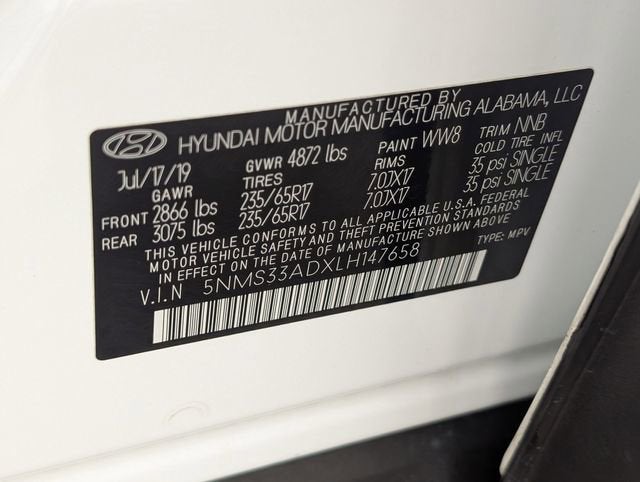 MANUFACTURED BY
HYUNDAI MOTOR MANUFACTURING ALABAMA, LLC
Jul/17/19 GVWR 4872 lbs PAINT WW8 TRIM NNB
GAWR TIRES RIMS COLD TIRE INFL
FRONT 2866 lbs 235/65R17 7.0JX17 35 psi SINGLE
REAR 3075 lbs 235/65R17 7.0JX17 35 psi SINGLE
THIS VEHICLE CONFORMS TO ALL APPLICABLE U.S.A. FEDERAL
MOTOR VEHICLE SAFETY AND THEFT PREVENTION STANDARDS
IN EFFECT ON THE DATE OF MANUFACTURE SHOWN ABOVE.
V.I.N 5NMS33ADXLH147658 TYPE: MPV